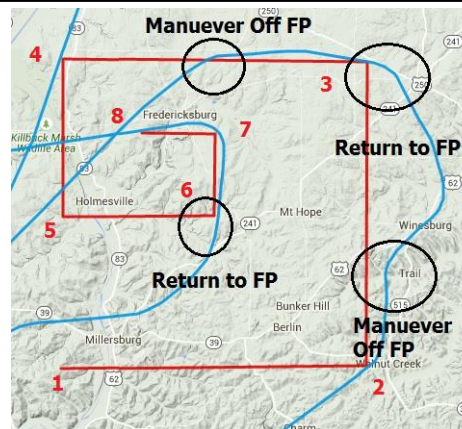 Manuever Off FP
4
250
3
250
241
8
Fredericksburg
7
Killbuck Marsh
Wildlife Area
83
Return to FP
62
6
Holmesville
5
Mt Hope
241
Winesburg
83
62
Trail
Return to FP
515
39
Bunker Hill
Manuever
Off FP
Berlin
Millersburg
39
Walnut Creek
1
62
2
Charm